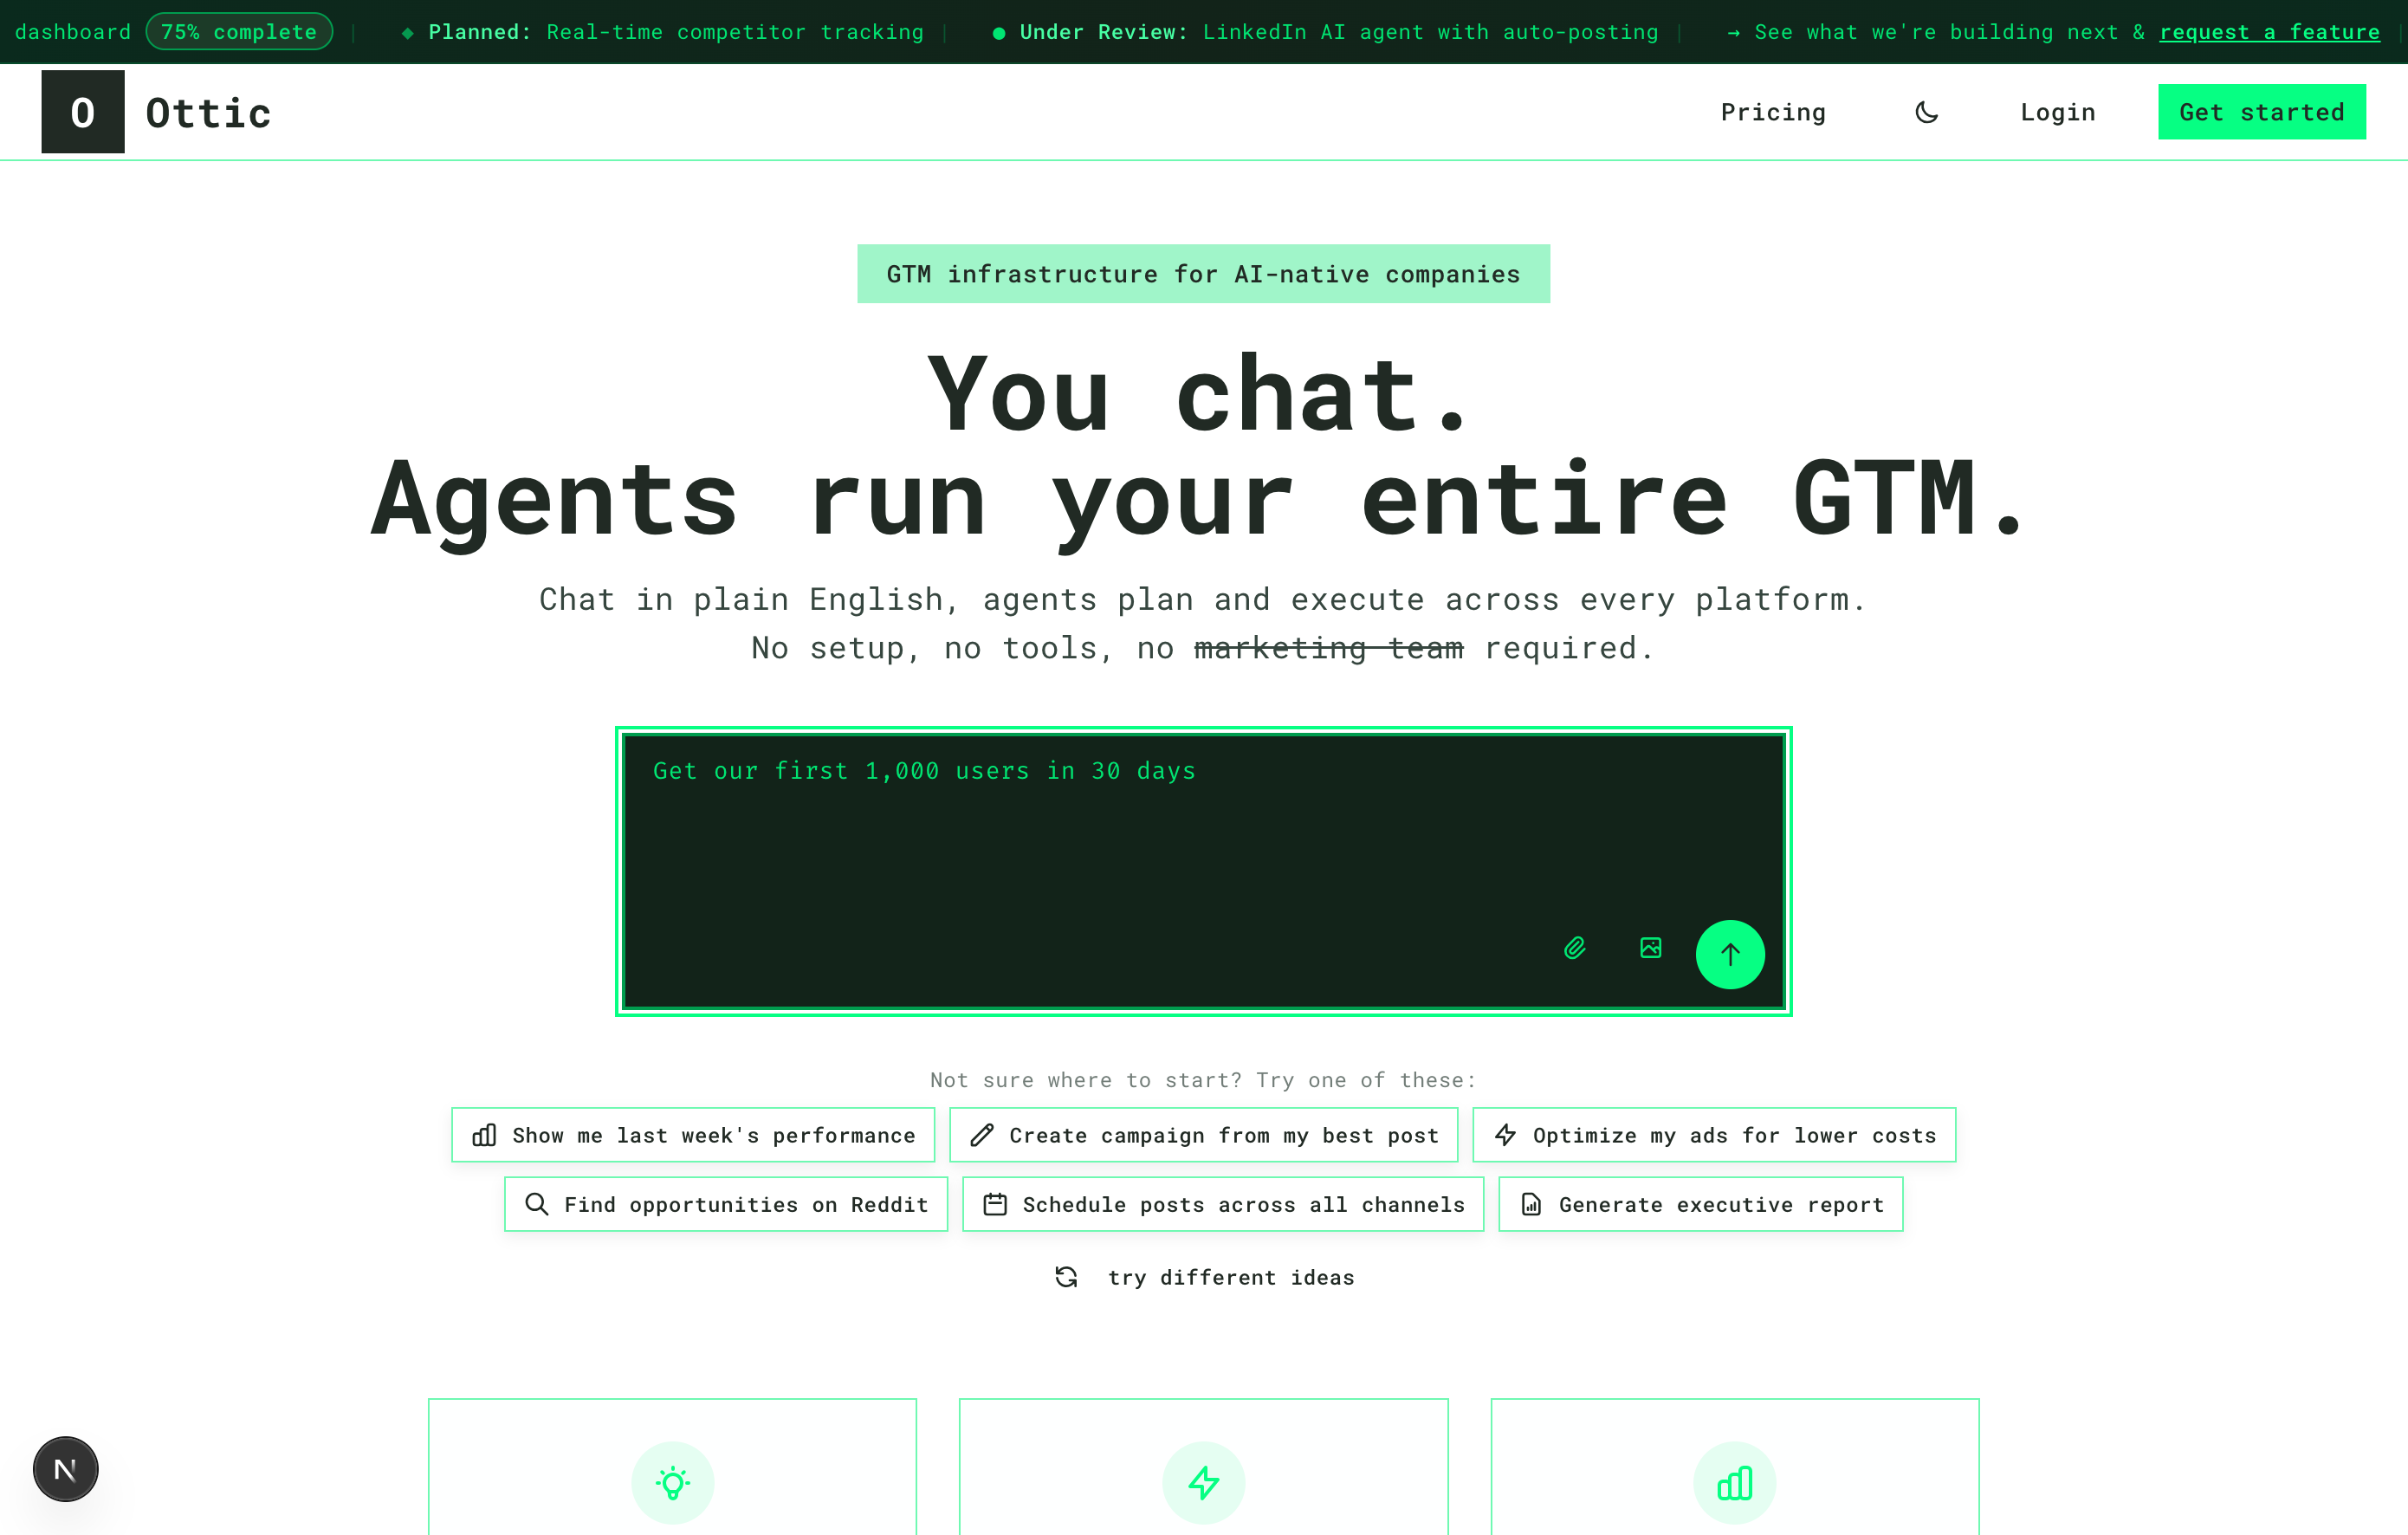 dashboard 75% complete | ◆ Planned: Real-time competitor tracking | ● Under Review: LinkedIn AI agent with auto-posting | → See what we're building next & request a feature |
O Ottic Pricing Login Get started
GTM infrastructure for AI-native companies
You chat.
Agents run your entire GTM.
Chat in plain English, agents plan and execute across every platform.
No setup, no tools, no marketing team required.
Get our first 1,000 users in 30 days
Not sure where to start? Try one of these:
Show me last week's performance Create campaign from my best post Optimize my ads for lower costs
Find opportunities on Reddit Schedule posts across all channels Generate executive report
try different ideas
N